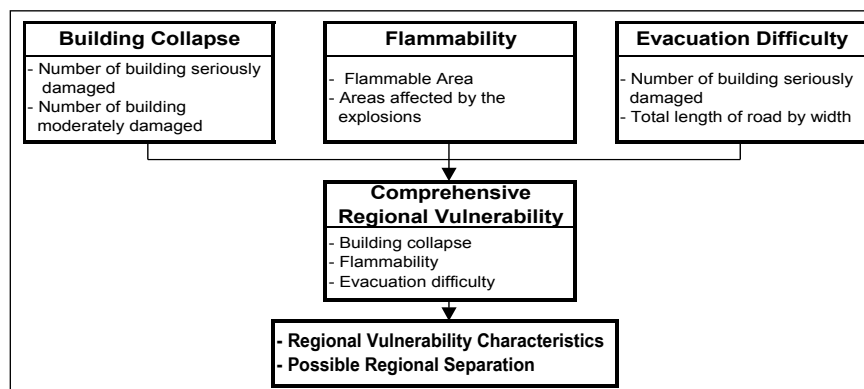 Building Collapse
- Number of building seriously
damaged
- Number of building
moderately damaged
Flammability
- Flammable Area
- Areas affected by the
explosions
Evacuation Difficulty
- Number of building seriously
damaged
- Total length of road by width
Comprehensive
Regional Vulnerability
- Building collapse
- Flammability
- Evacuation difficulty
- Regional Vulnerability Characteristics
- Possible Regional Separation